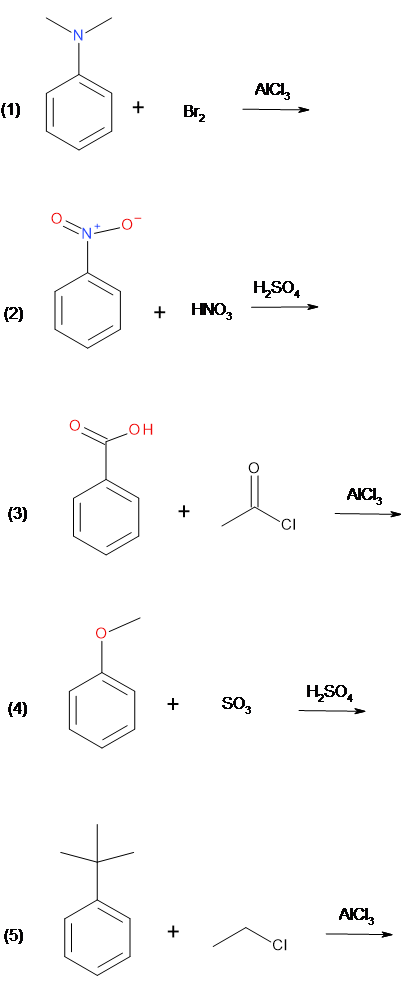 N
(1) + Br2 AlCl3
O N+ O−
(2) + HNO3 H2SO4
O OH
(3) + O Cl AlCl3
O
(4) + SO3 H2SO4
(5) + Cl AlCl3